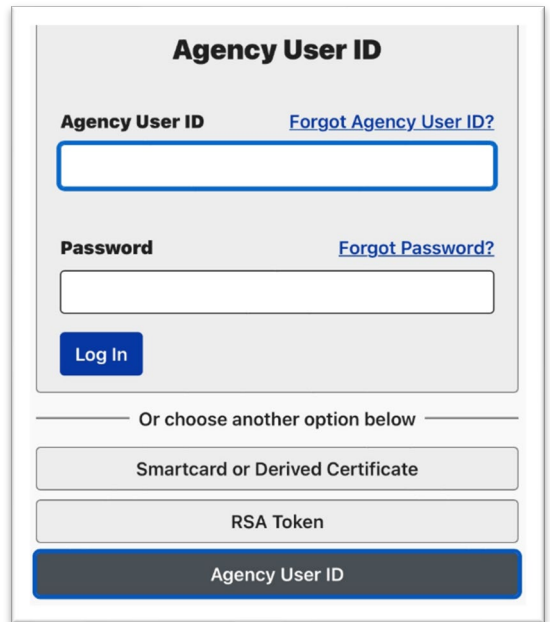 Agency User ID
Agency User ID Forgot Agency User ID?
Password Forgot Password?
Log In
Or choose another option below
Smartcard or Derived Certificate
RSA Token
Agency User ID